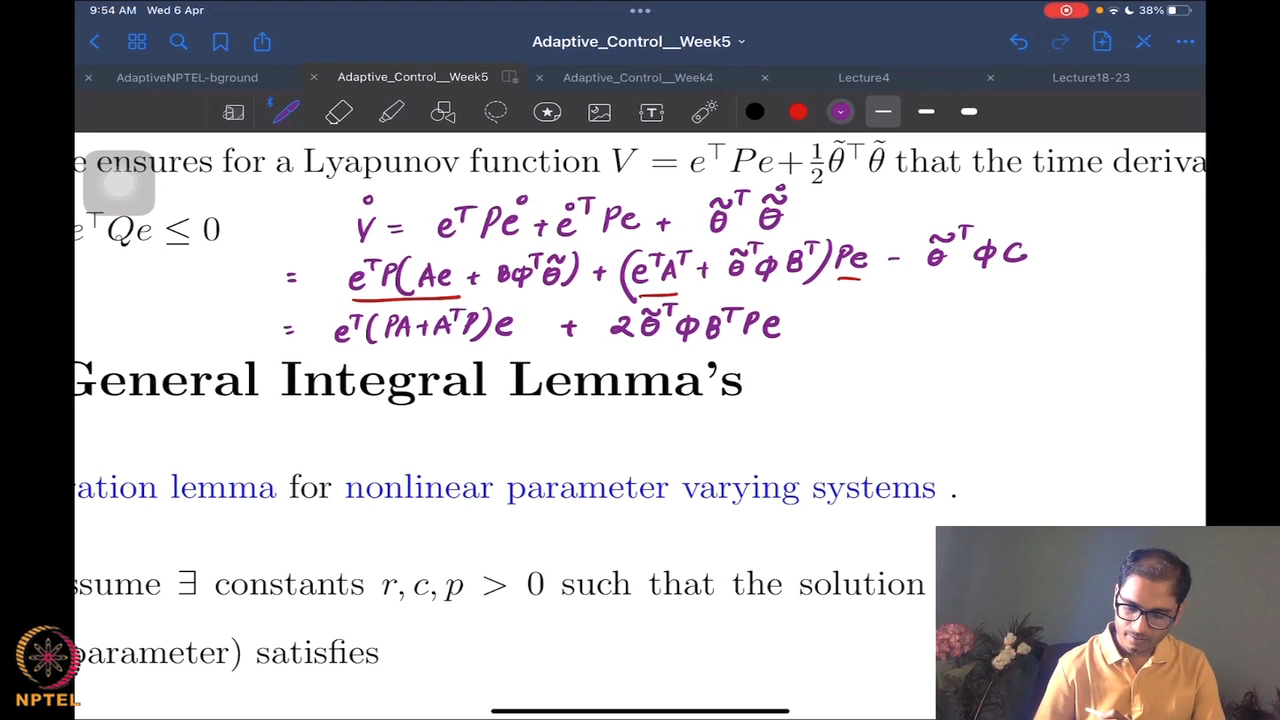 9:54 AM Wed 6 Apr 38%
Adaptive_Control__Week5
AdaptiveNPTEL-bground Adaptive_Control__Week5 Adaptive_Control__Week4 Lecture4 Lecture18-23
e ensures for a Lyapunov function V = e⊤Pe + ½θ̃⊤θ̃ that the time deriva
e⊤Qe ≤ 0
V̇ = eᵀPė + ėᵀPe + θ̃ᵀθ̃̇
= eᵀP(Ae + Bφᵀθ̃) + (eᵀAᵀ + θ̃ᵀφBᵀ)Pe - θ̃ᵀφC
= eᵀ(PA + AᵀP)e + 2θ̃ᵀφBᵀPe
General Integral Lemma's
ration lemma for nonlinear parameter varying systems .
ssume ∃ constants r, c, p > 0 such that the solution
parameter) satisfies
NPTEL